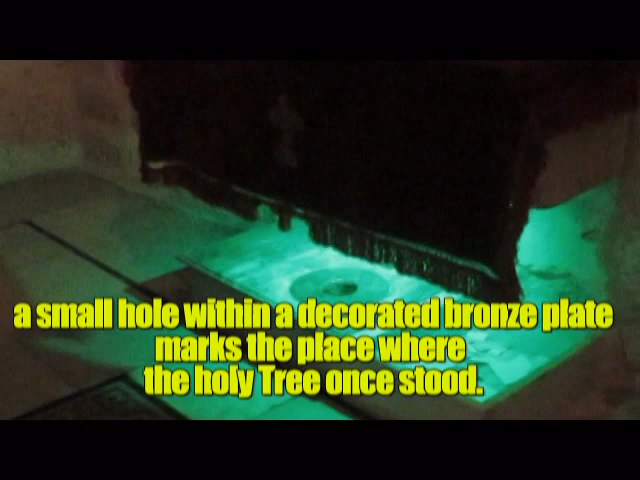 a small hole within a decorated bronze plate
marks the place where
the holy Tree once stood.